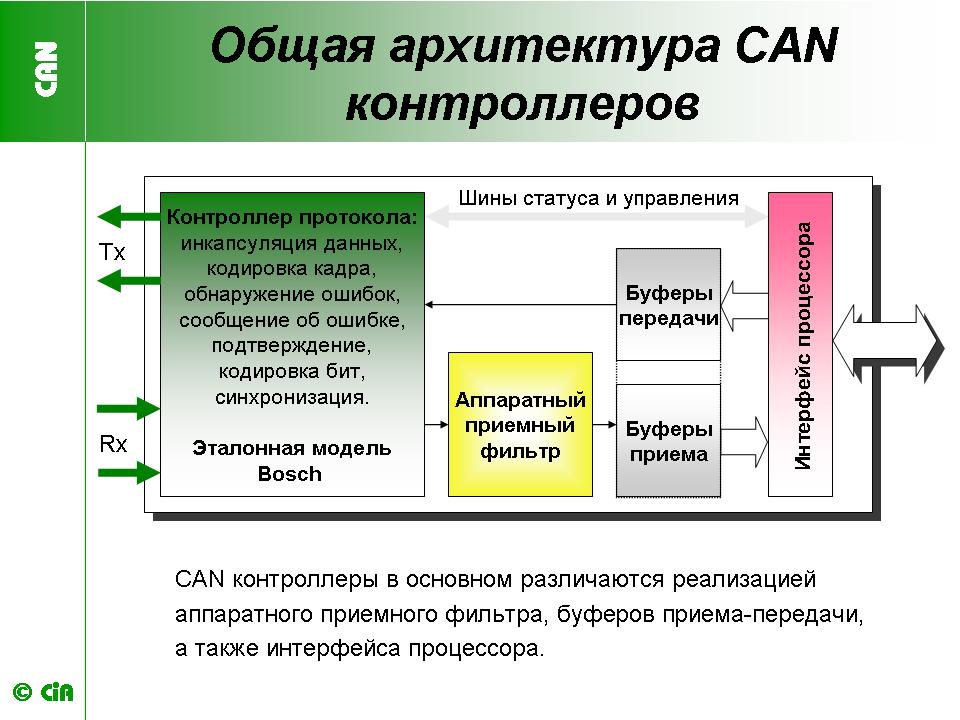 CAN
Общая архитектура CAN
контроллеров
Шины статуса и управления
Контроллер протокола:
инкапсуляция данных,
кодировка кадра,
обнаружение ошибок,
сообщение об ошибке,
подтверждение,
кодировка бит,
синхронизация.
Эталонная модель
Bosch
Tx
Rx
Аппаратный
приемный
фильтр
Буферы
передачи
Буферы
приема
Интерфейс процессора
CAN контроллеры в основном различаются реализацией
аппаратного приемного фильтра, буферов приема-передачи,
а также интерфейса процессора.
© CiA